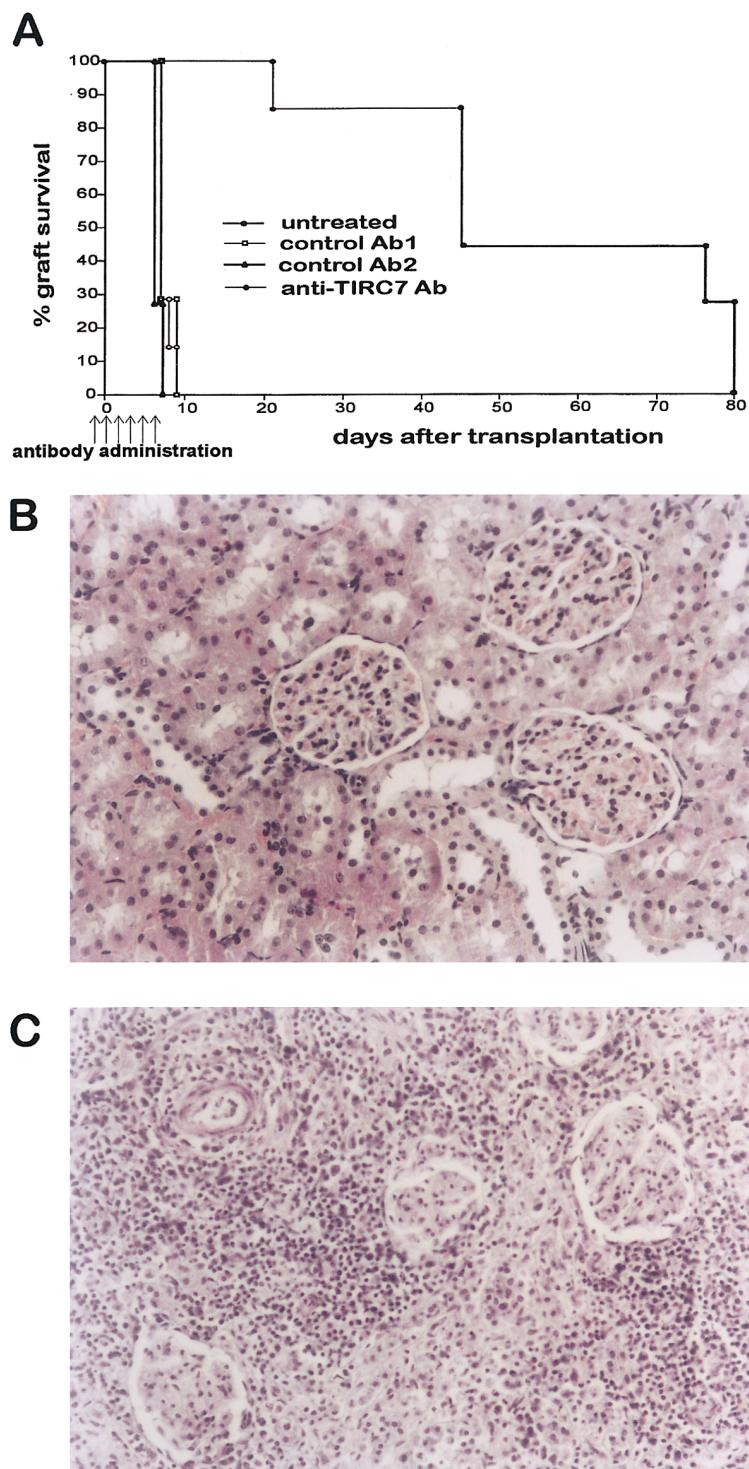 A
100
90
80
70
60
50
40
30
20
10
0
% graft survival
untreated
control Ab1
control Ab2
anti-TIRC7 Ab
0 10 20 30 40 50 60 70 80
antibody administration
days after transplantation
B
C